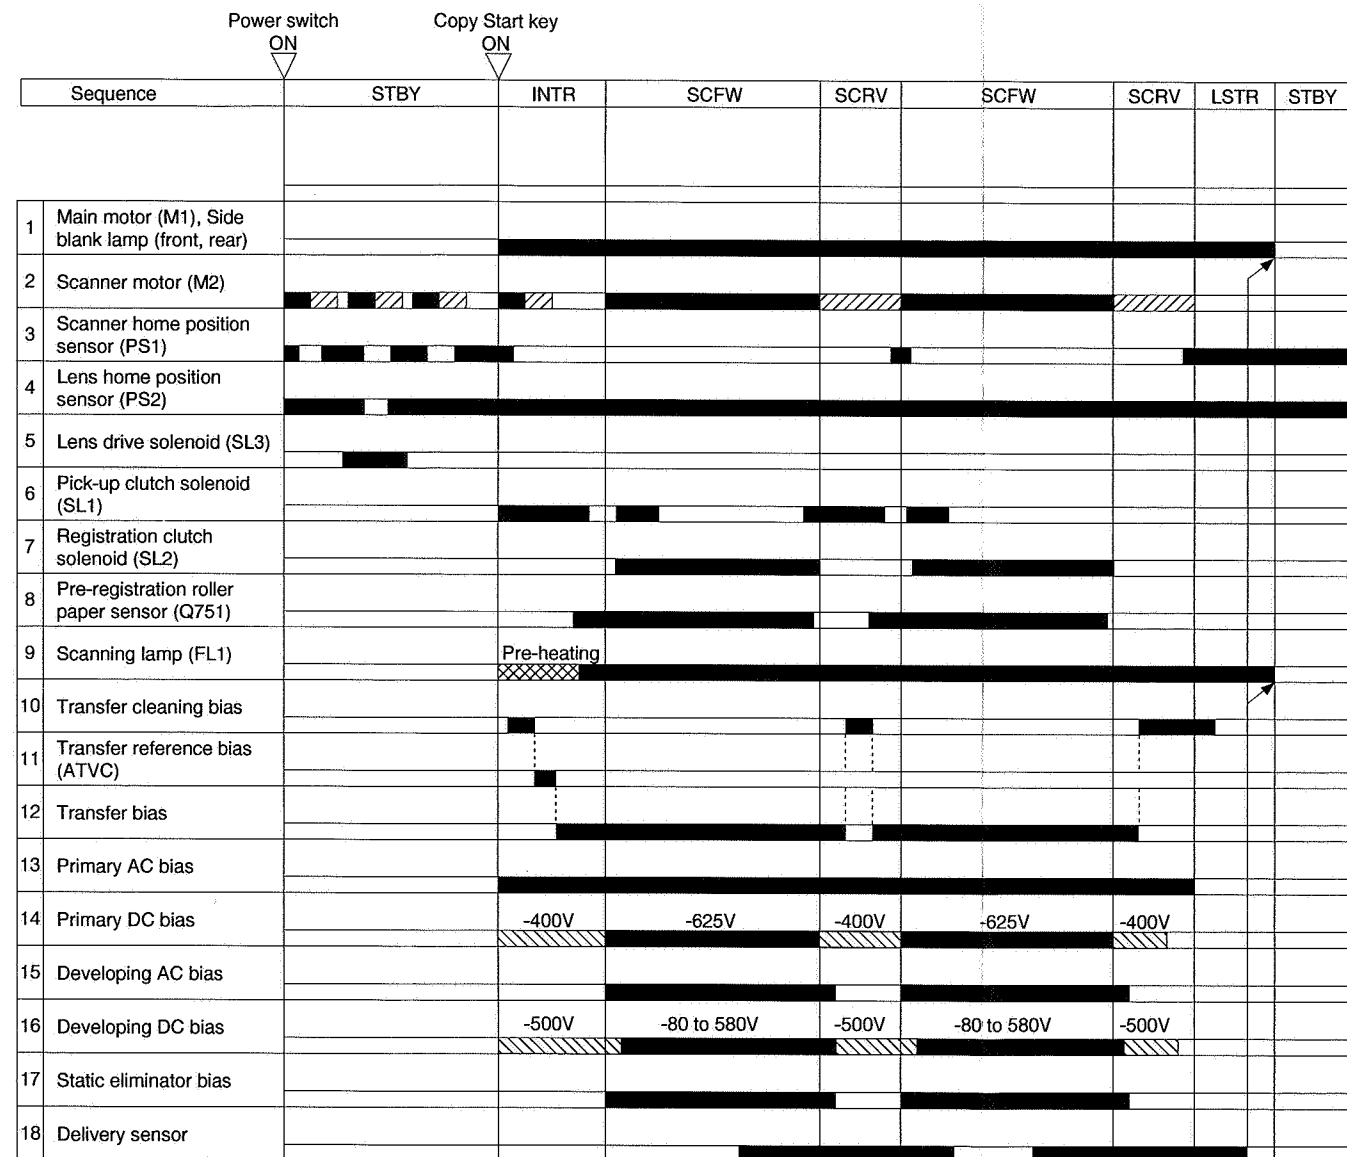 Power switch
ON
Copy Start key
ON
Sequence STBY INTR SCFW SCRV SCFW SCRV LSTR STBY
1 Main motor (M1), Side
blank lamp (front, rear)
2 Scanner motor (M2)
3 Scanner home position
sensor (PS1)
4 Lens home position
sensor (PS2)
5 Lens drive solenoid (SL3)
6 Pick-up clutch solenoid
(SL1)
7 Registration clutch
solenoid (SL2)
8 Pre-registration roller
paper sensor (Q751)
9 Scanning lamp (FL1) Pre-heating
10 Transfer cleaning bias
11 Transfer reference bias
(ATVC)
12 Transfer bias
13 Primary AC bias
14 Primary DC bias -400V -625V -400V -625V -400V
15 Developing AC bias
16 Developing DC bias -500V -80 to 580V -500V -80 to 580V -500V
17 Static eliminator bias
18 Delivery sensor